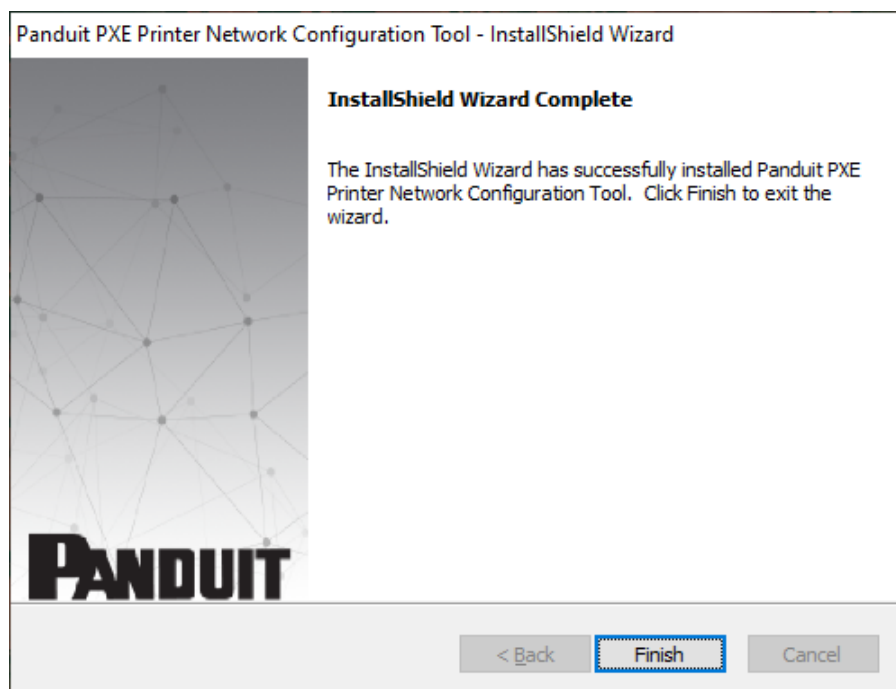 Panduit PXE Printer Network Configuration Tool - InstallShield Wizard
InstallShield Wizard Complete
The InstallShield Wizard has successfully installed Panduit PXE
Printer Network Configuration Tool. Click Finish to exit the
wizard.
PANDUIT
< Back
Finish
Cancel